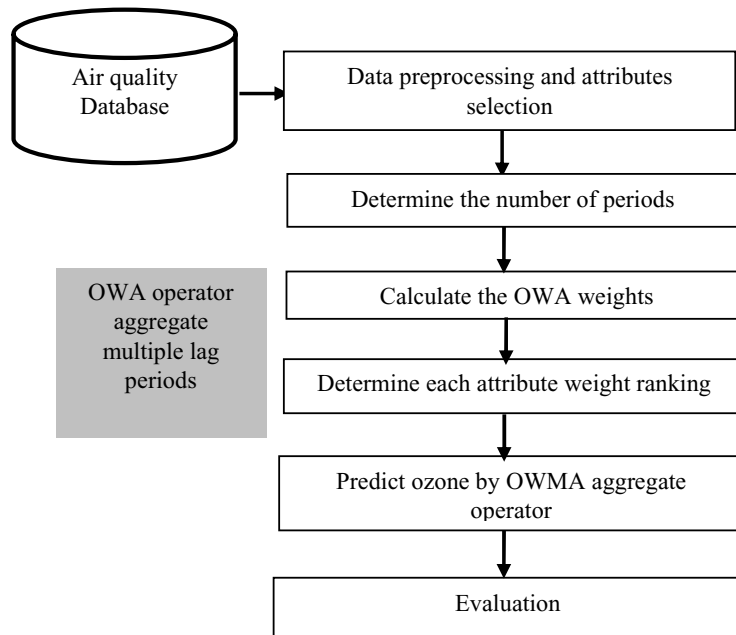 Air quality
Database
Data preprocessing and attributes
selection
Determine the number of periods
OWA operator
aggregate
multiple lag
periods
Calculate the OWA weights
Determine each attribute weight ranking
Predict ozone by OWMA aggregate
operator
Evaluation